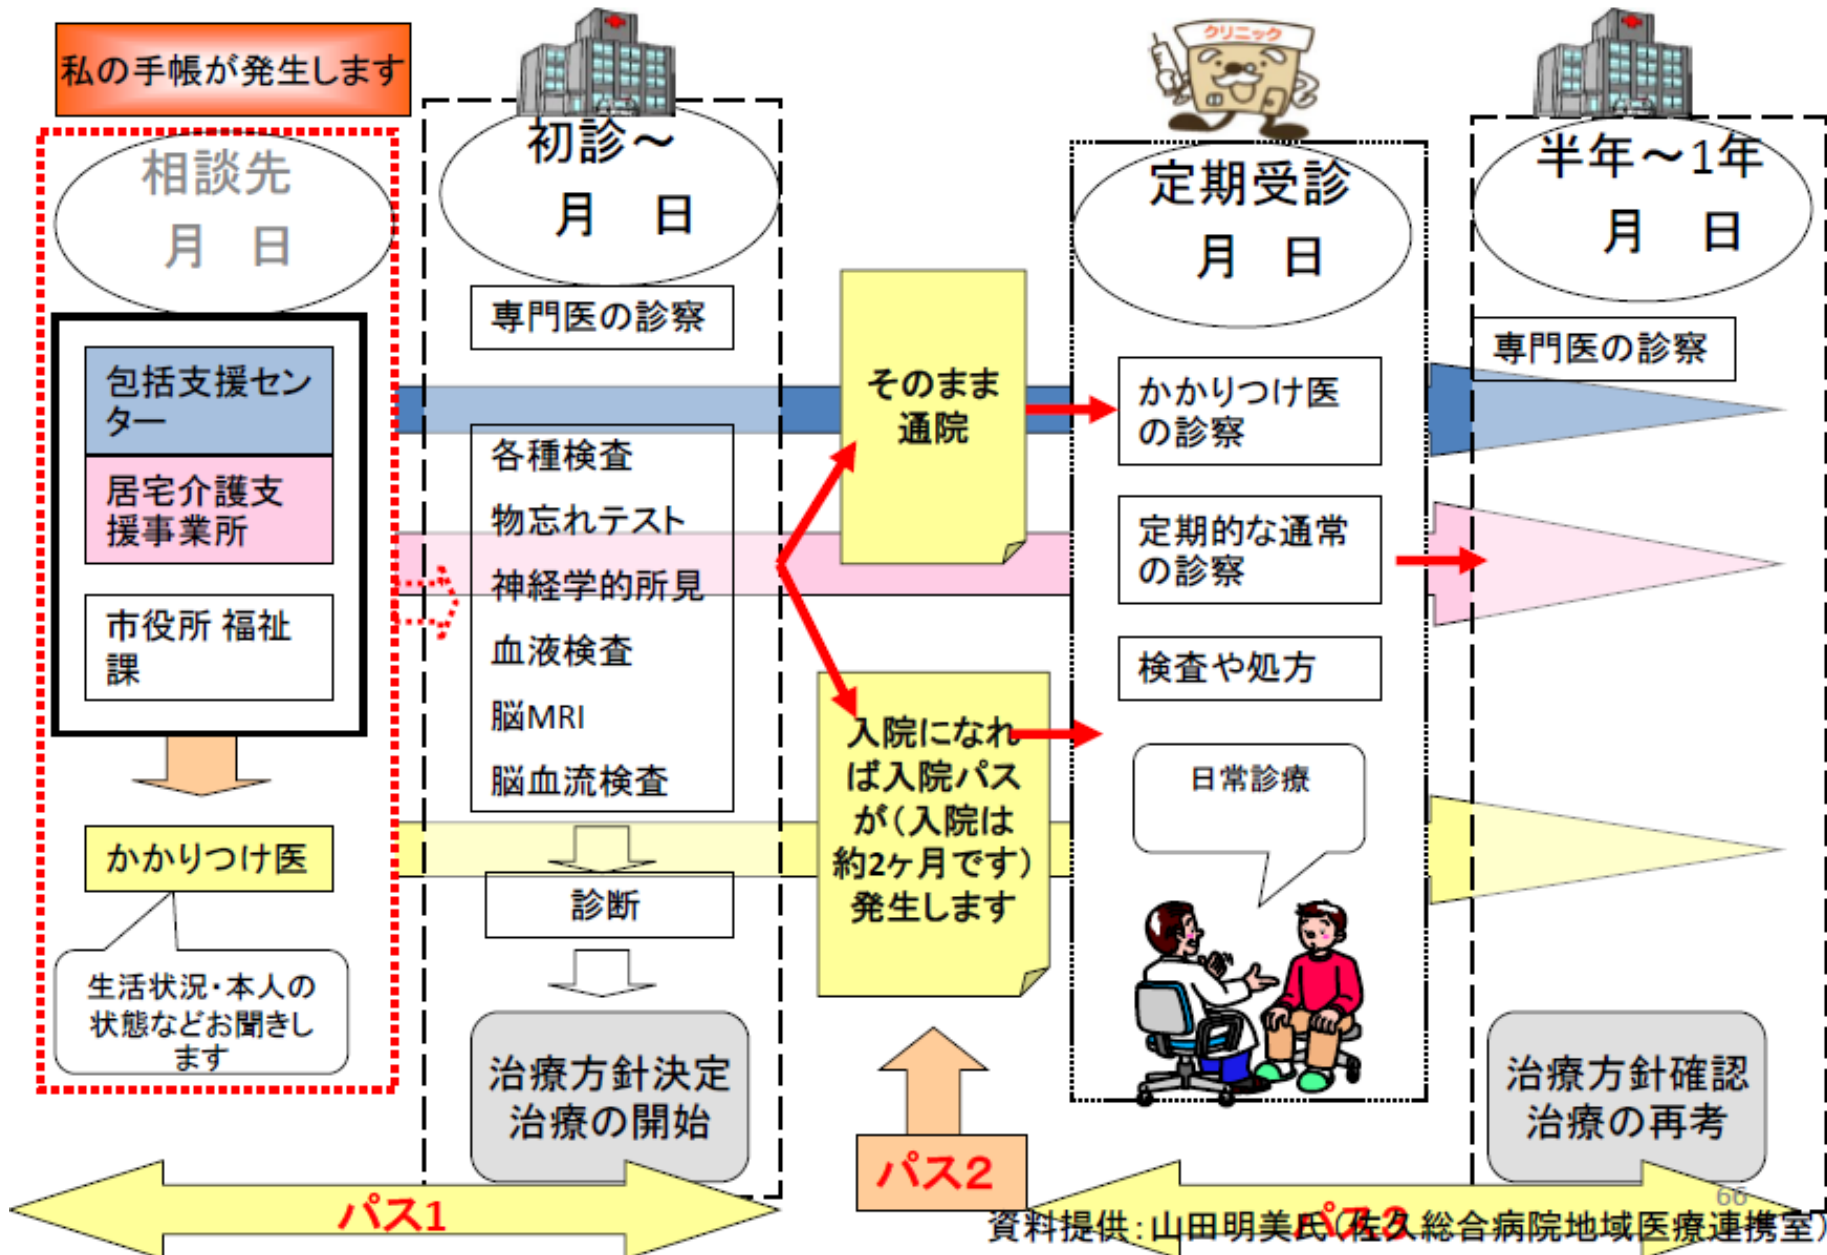 私の手帳が発生します
相談先
月 日
包括支援セン
ター
居宅介護支
援事業所
市役所 福祉
課
かかりつけ医
生活状況・本人の
状態などお聞きし
ます
初診～
月 日
専門医の診察
各種検査
物忘れテスト
神経学的所見
血液検査
脳MRI
脳血流検査
診断
治療方針決定
治療の開始
パス1
そのまま
通院
入院になれ
ば入院パス
が(入院は
約2ヶ月です)
発生します
パス2
クリニック
定期受診
月 日
かかりつけ医
の診察
定期的な通常
の診察
検査や処方
日常診療
半年～1年
月 日
専門医の診察
治療方針確認
治療の再考
パス3
66
資料提供:山田明美氏(佐久総合病院地域医療連携室)